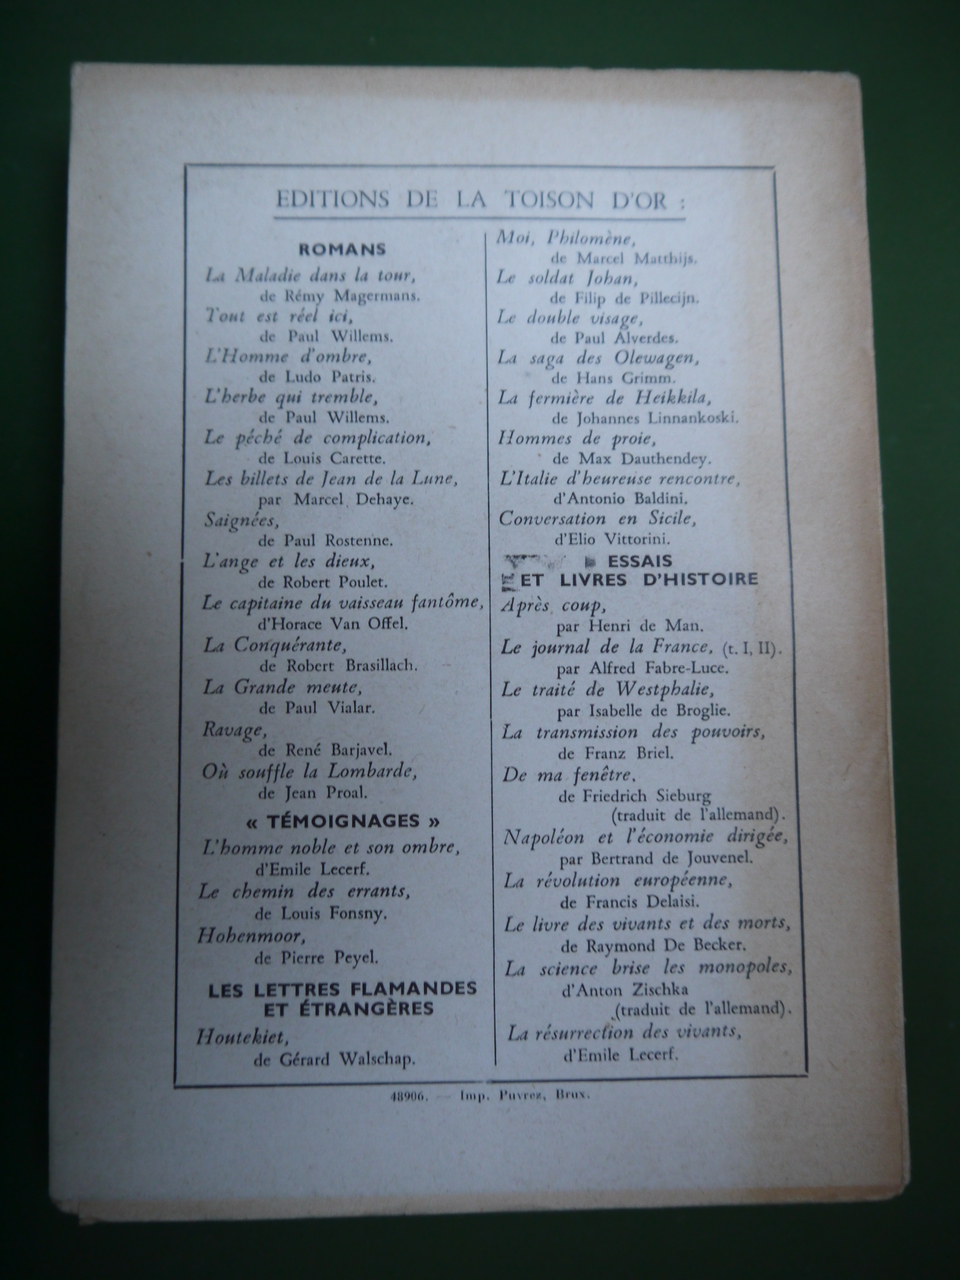 EDITIONS DE LA TOISON D'OR :
ROMANS
La Maladie dans la tour,
de Rémy Magermans.
Tout est réel ici,
de Paul Willems.
L'Homme d'ombre,
de Ludo Patris.
L'herbe qui tremble,
de Paul Willems.
Le péché de complication,
de Louis Carette.
Les billets de Jean de la Lune,
par Marcel Dehaye.
Saignées,
de Paul Rostenne.
L'ange et les dieux,
de Robert Poulet.
Le capitaine du vaisseau fantôme,
d'Horace Van Offel.
La Conquérante,
de Robert Brasillach.
La Grande meute,
de Paul Vialar.
Ravage,
de René Barjavel.
Où souffle la Lombarde,
de Jean Proal.
« TÉMOIGNAGES »
L'homme noble et son ombre,
d'Emile Lecerf.
Le chemin des errants,
de Louis Fonsny.
Hohenmoor,
de Pierre Peyel.
LES LETTRES FLAMANDES
ET ÉTRANGÈRES
Houtekiet,
de Gérard Walschap.
Moi, Philomène,
de Marcel Matthijs.
Le soldat Johan,
de Filip de Pillecijn.
Le double visage,
de Paul Alverdes.
La saga des Olewagen,
de Hans Grimm.
La fermière de Heikkila,
de Johannes Linnankoski.
Hommes de proie,
de Max Dauthendey.
L'Italie d'heureuse rencontre,
d'Antonio Baldini.
Conversation en Sicile,
d'Elio Vittorini.
ESSAIS
ET LIVRES D'HISTOIRE
Après coup,
par Henri de Man.
Le journal de la France, (t. I, II).
par Alfred Fabre-Luce.
Le traité de Westphalie,
par Isabelle de Broglie.
La transmission des pouvoirs,
de Franz Briel.
De ma fenêtre,
de Friedrich Sieburg
(traduit de l'allemand).
Napoléon et l'économie dirigée,
par Bertrand de Jouvenel.
La révolution européenne,
de Francis Delaisi.
Le livre des vivants et des morts,
de Raymond De Becker.
La science brise les monopoles,
d'Anton Zischka
(traduit de l'allemand).
La résurrection des vivants,
d'Emile Lecerf.
48906. — Imp. Puvrez, Brux.